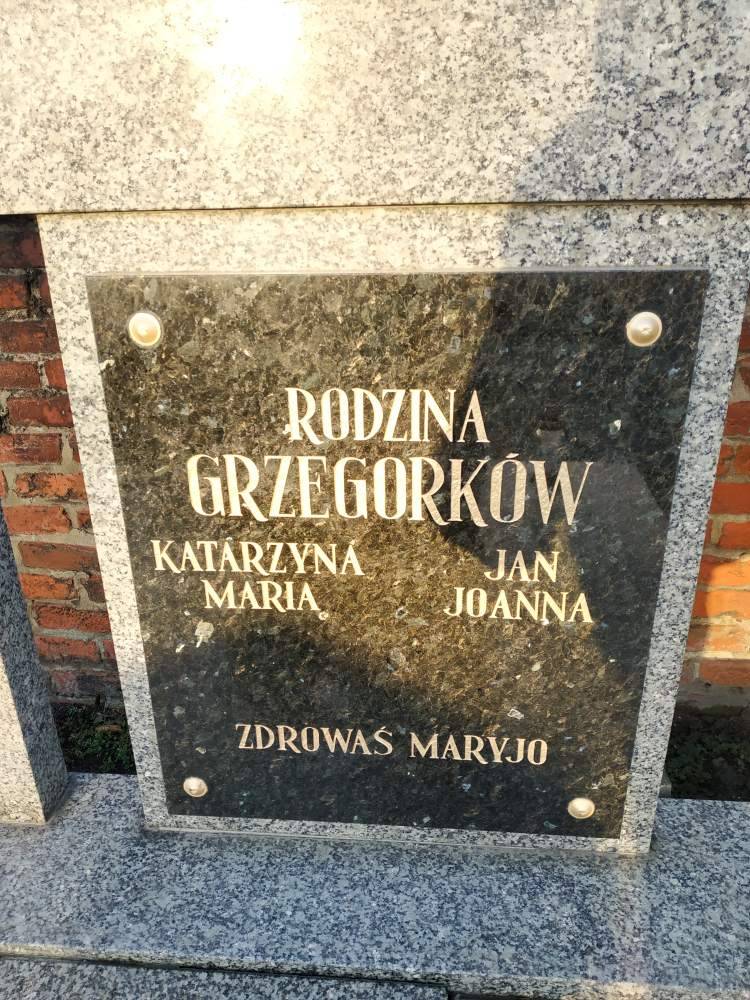 RODZINA
GRZEGORKÓW
KATARZYNA JAN
MARIA JOANNA
ZDROWAŚ MARYJO